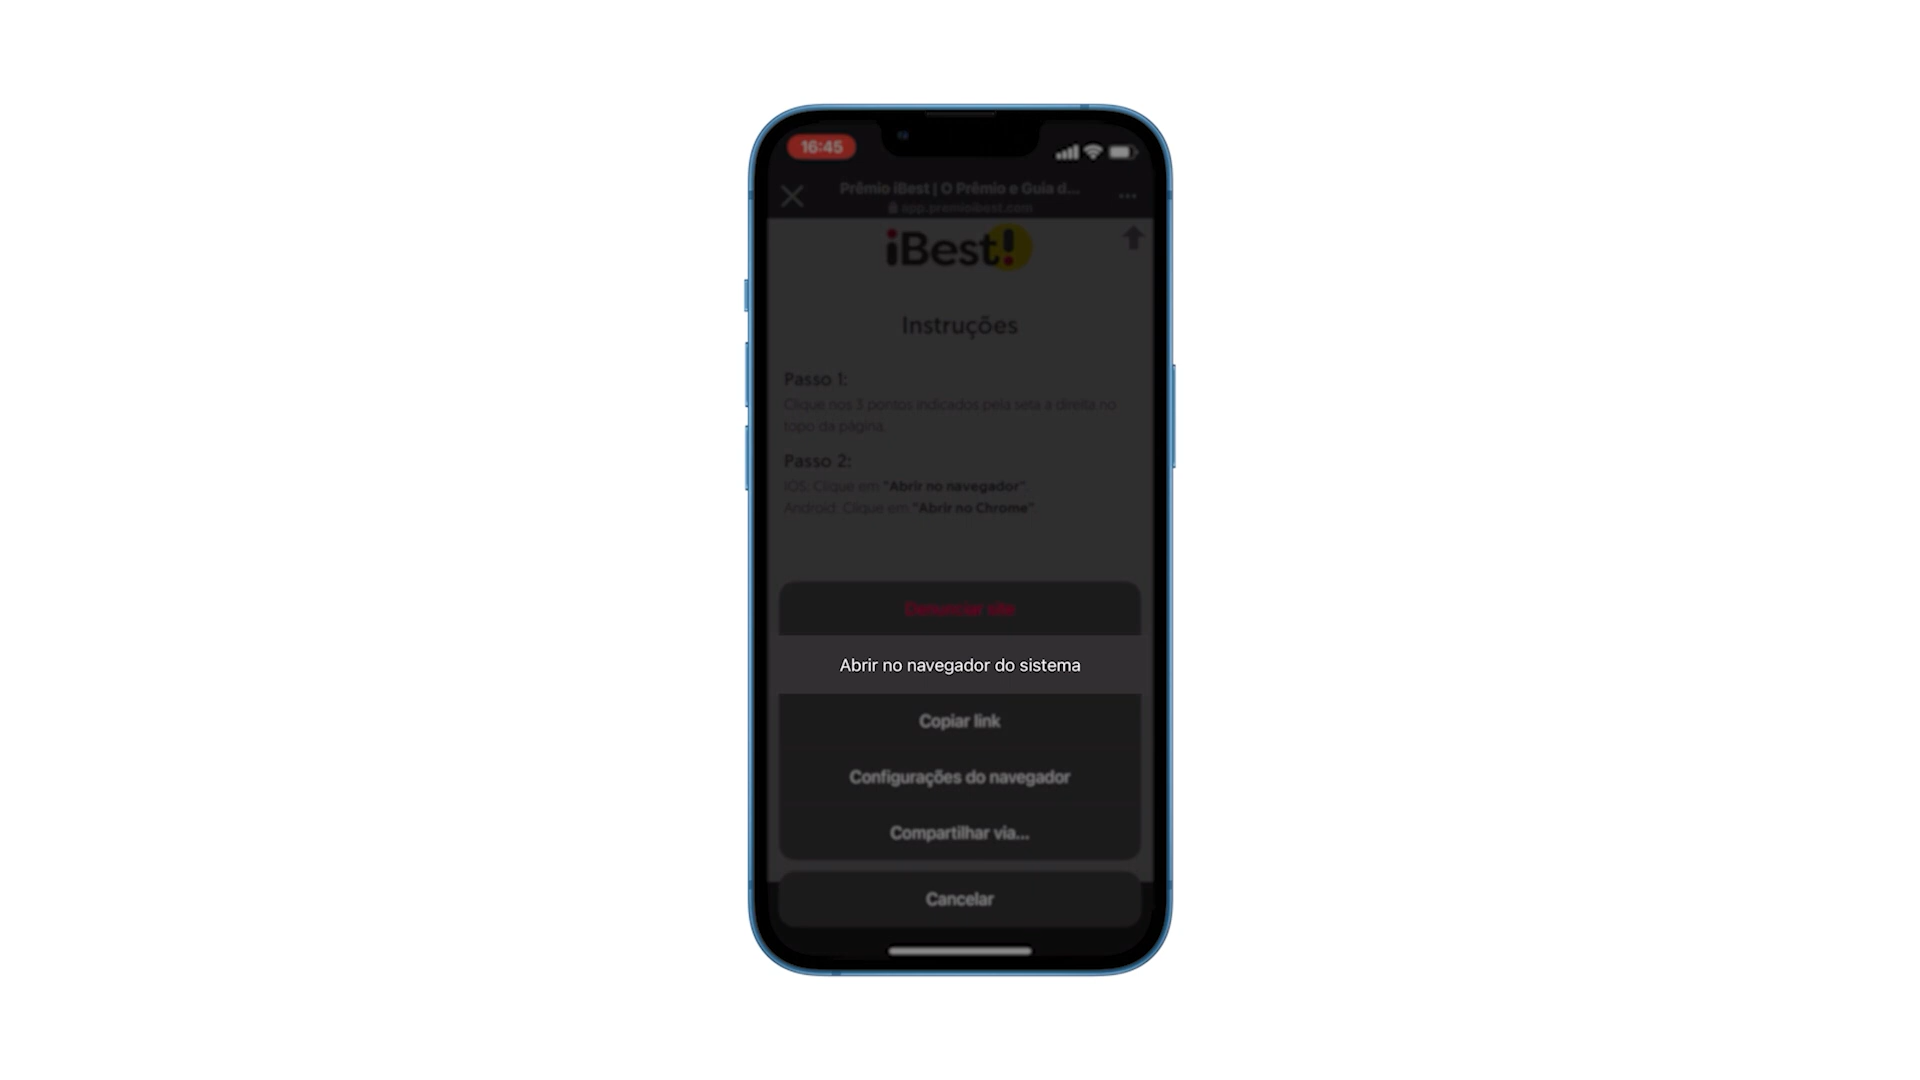 16:45
Prêmio iBest | O Prêmio e Guia d...
app.premioibest.com
iBest!
Instruções
Passo 1:
Clique nos 3 pontos indicados pela seta à direita no
topo da página.
Passo 2:
IOS: Clique em "Abrir no navegador".
Android: Clique em "Abrir no Chrome"
Denunciar site
Abrir no navegador do sistema
Copiar link
Configurações do navegador
Compartilhar via...
Cancelar